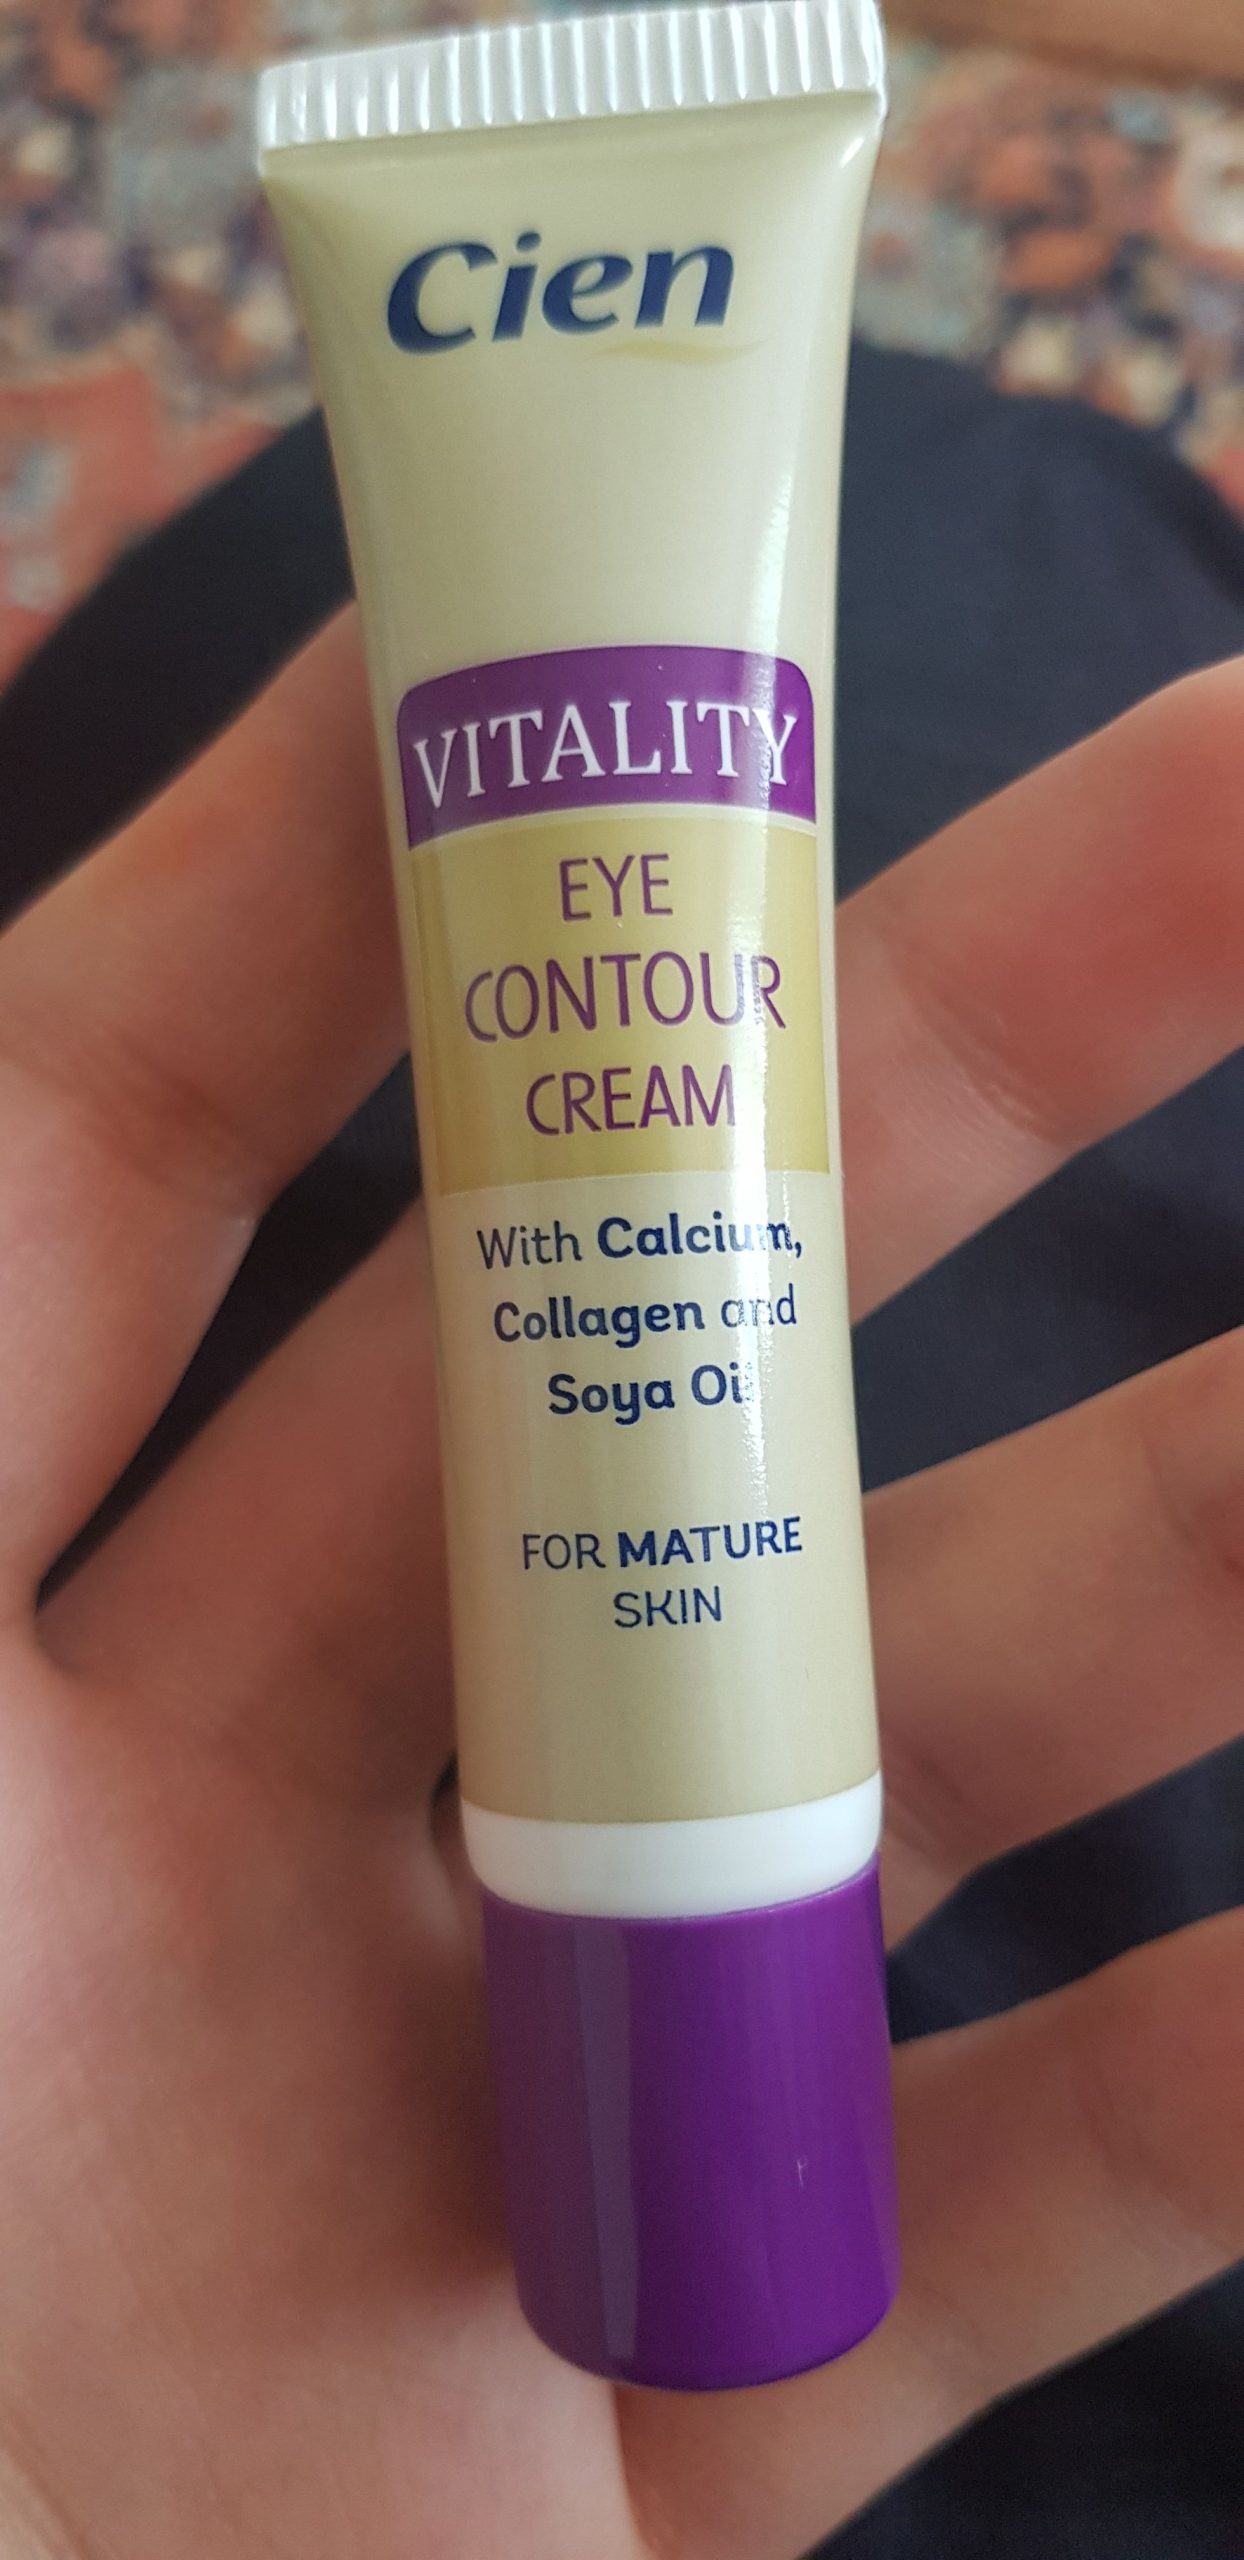 Cien
VITALITY
EYE
CONTOUR
CREAM
With Calcium,
Collagen and
Soya Oil
FOR MATURE
SKIN